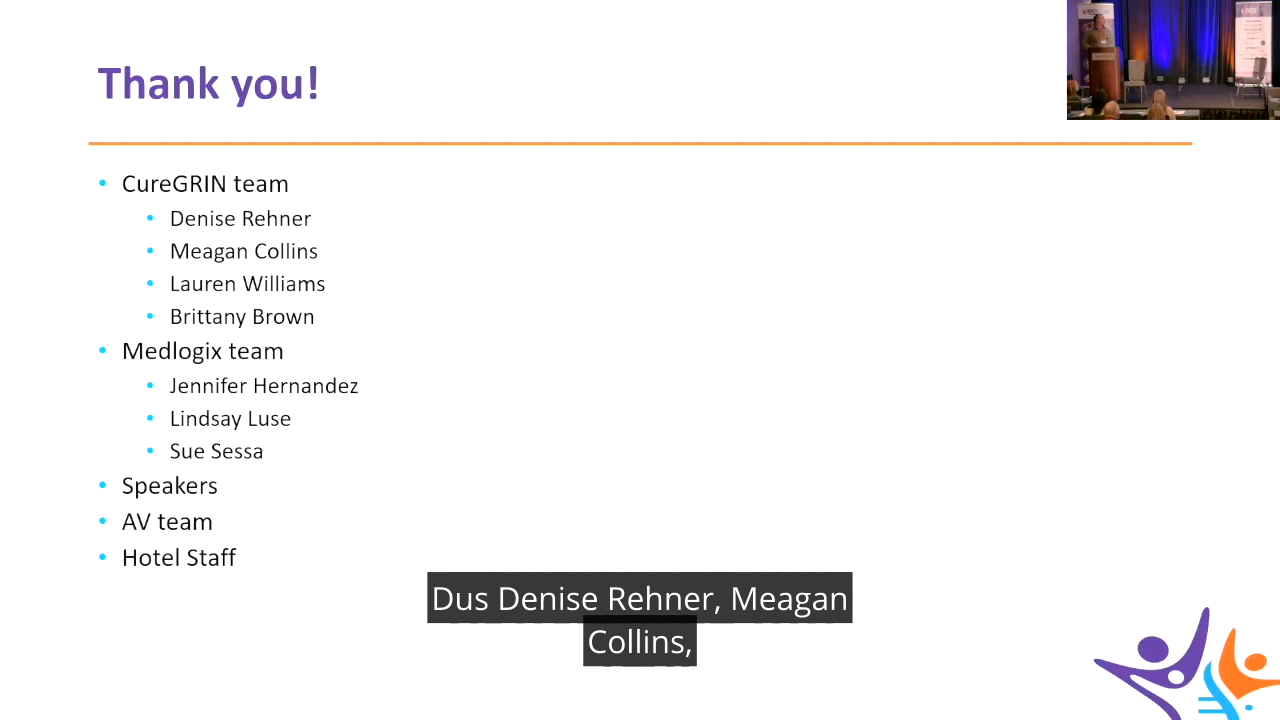 Thank you!
CureGRIN team
Denise Rehner
Meagan Collins
Lauren Williams
Brittany Brown
Medlogix team
Jennifer Hernandez
Lindsay Luse
Sue Sessa
Speakers
AV team
Hotel Staff
Dus Denise Rehner, Meagan
Collins,